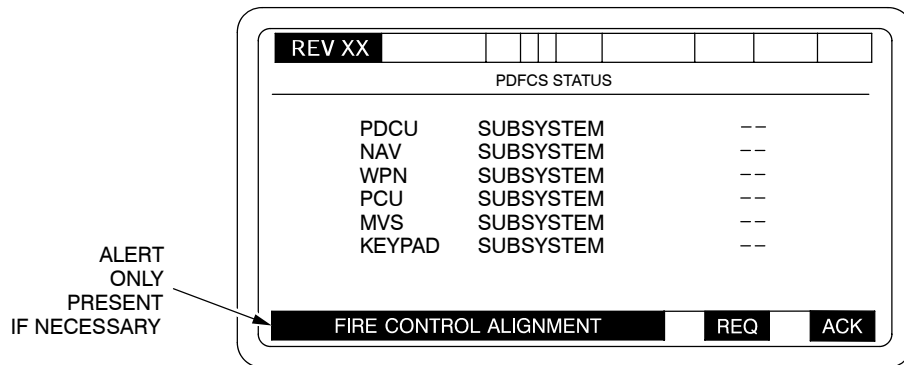 REV XX
PDFCS STATUS
PDCU SUBSYSTEM --
NAV SUBSYSTEM --
WPN SUBSYSTEM --
PCU SUBSYSTEM --
MVS SUBSYSTEM --
KEYPAD SUBSYSTEM --
ALERT
ONLY
PRESENT
IF NECESSARY
FIRE CONTROL ALIGNMENT REQ ACK